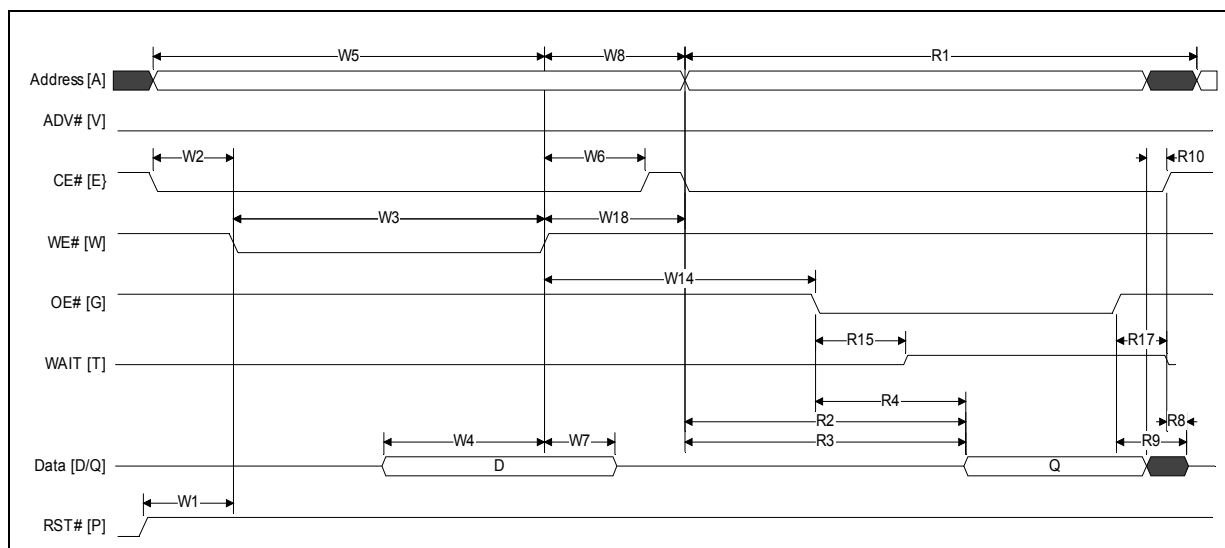 W5 W8 R1
Address [A]
ADV# [V]
W2 W6 R10
CE# [E}
W3 W18
WE# [W]
W14
OE# [G]
R15 R17
WAIT [T]
R4
R2 R8
W4 W7 R3 R9
Data [D/Q] D Q
W1
RST# [P]